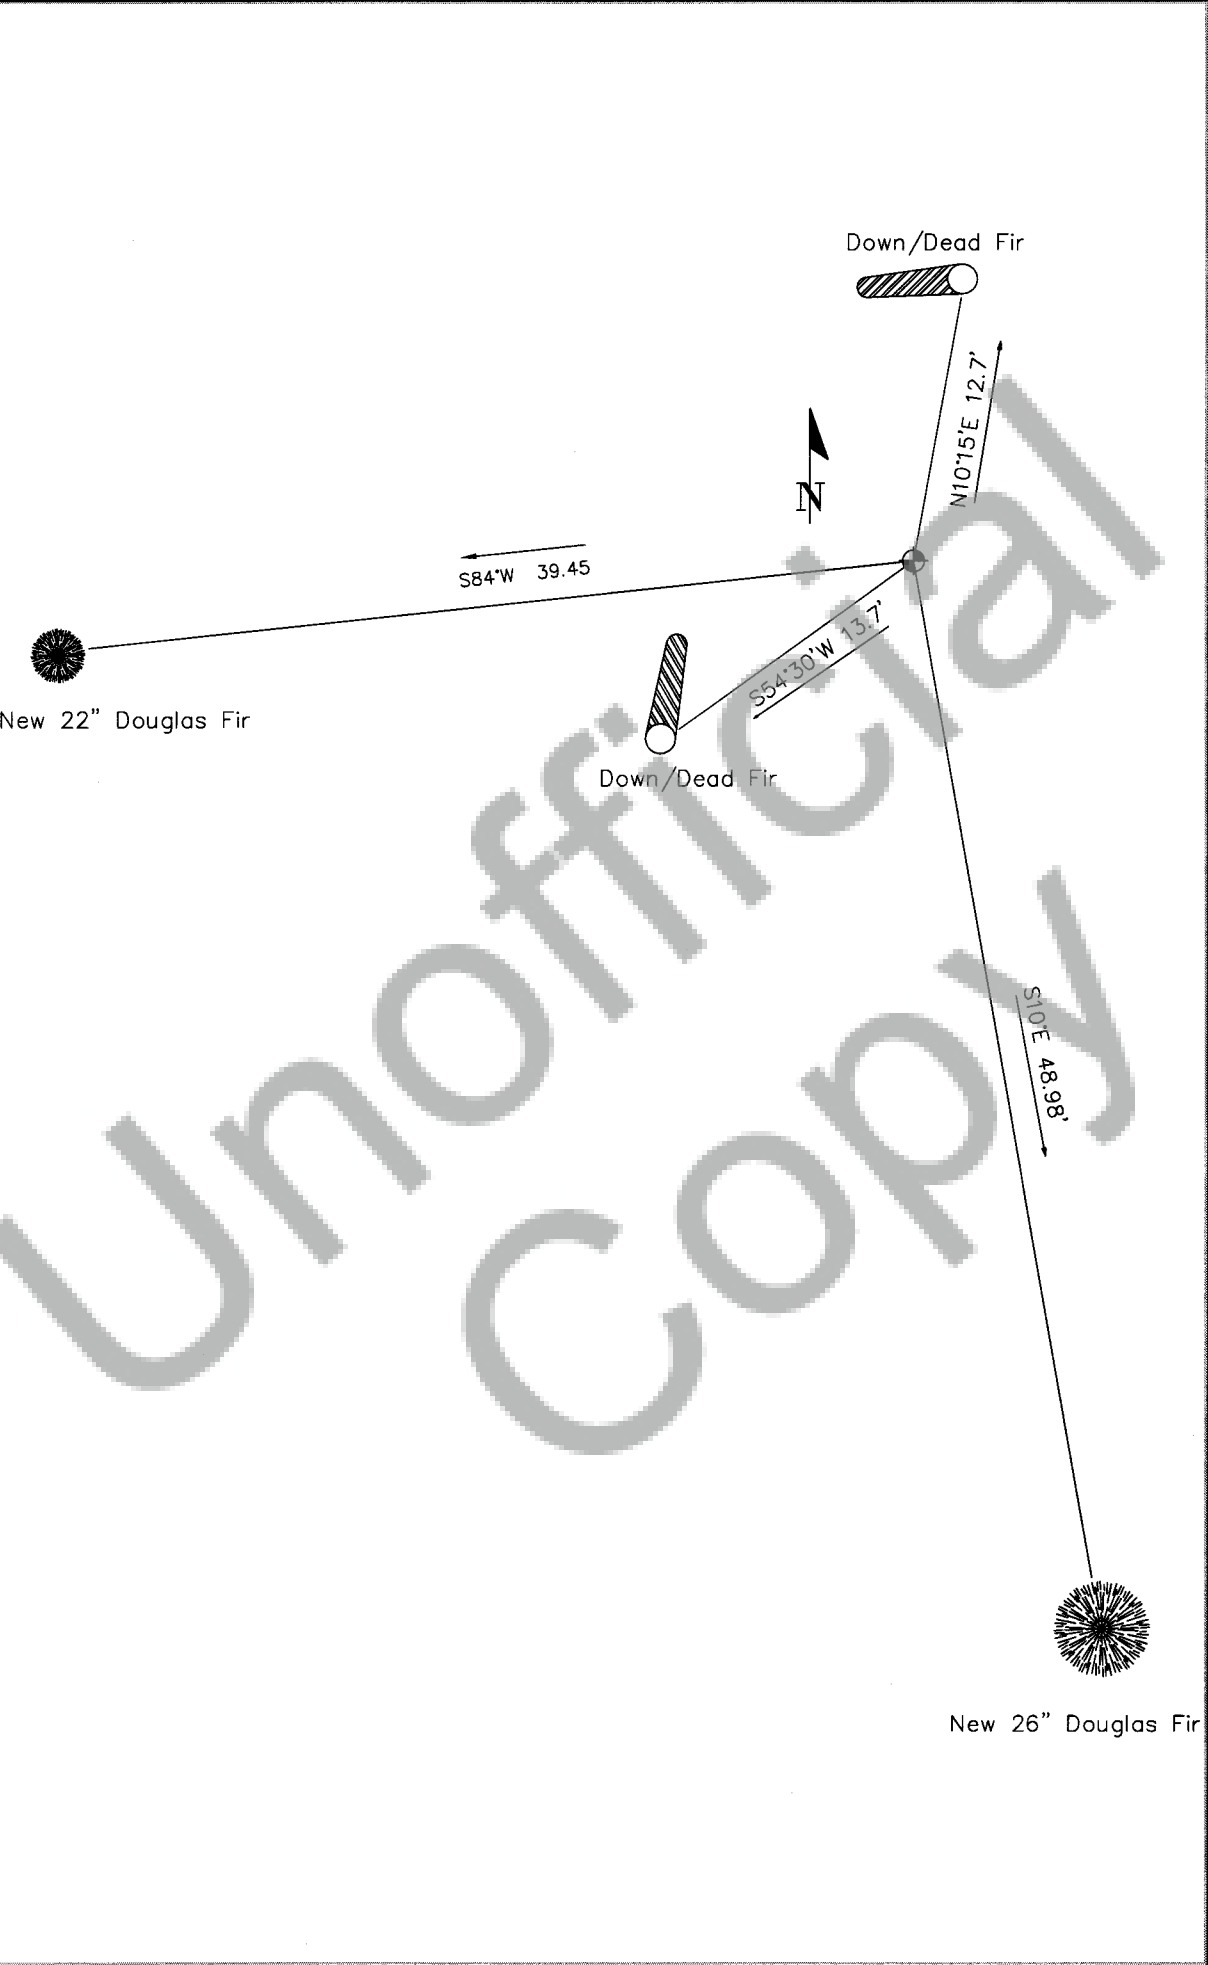 Down/Dead Fir
N10°15'E 12.7'
N
S84°W 39.45
S54°30'W 13.7'
New 22" Douglas Fir
Down/Dead Fir
S10°E 48.98'
New 26" Douglas Fir
Unofficial
Copy